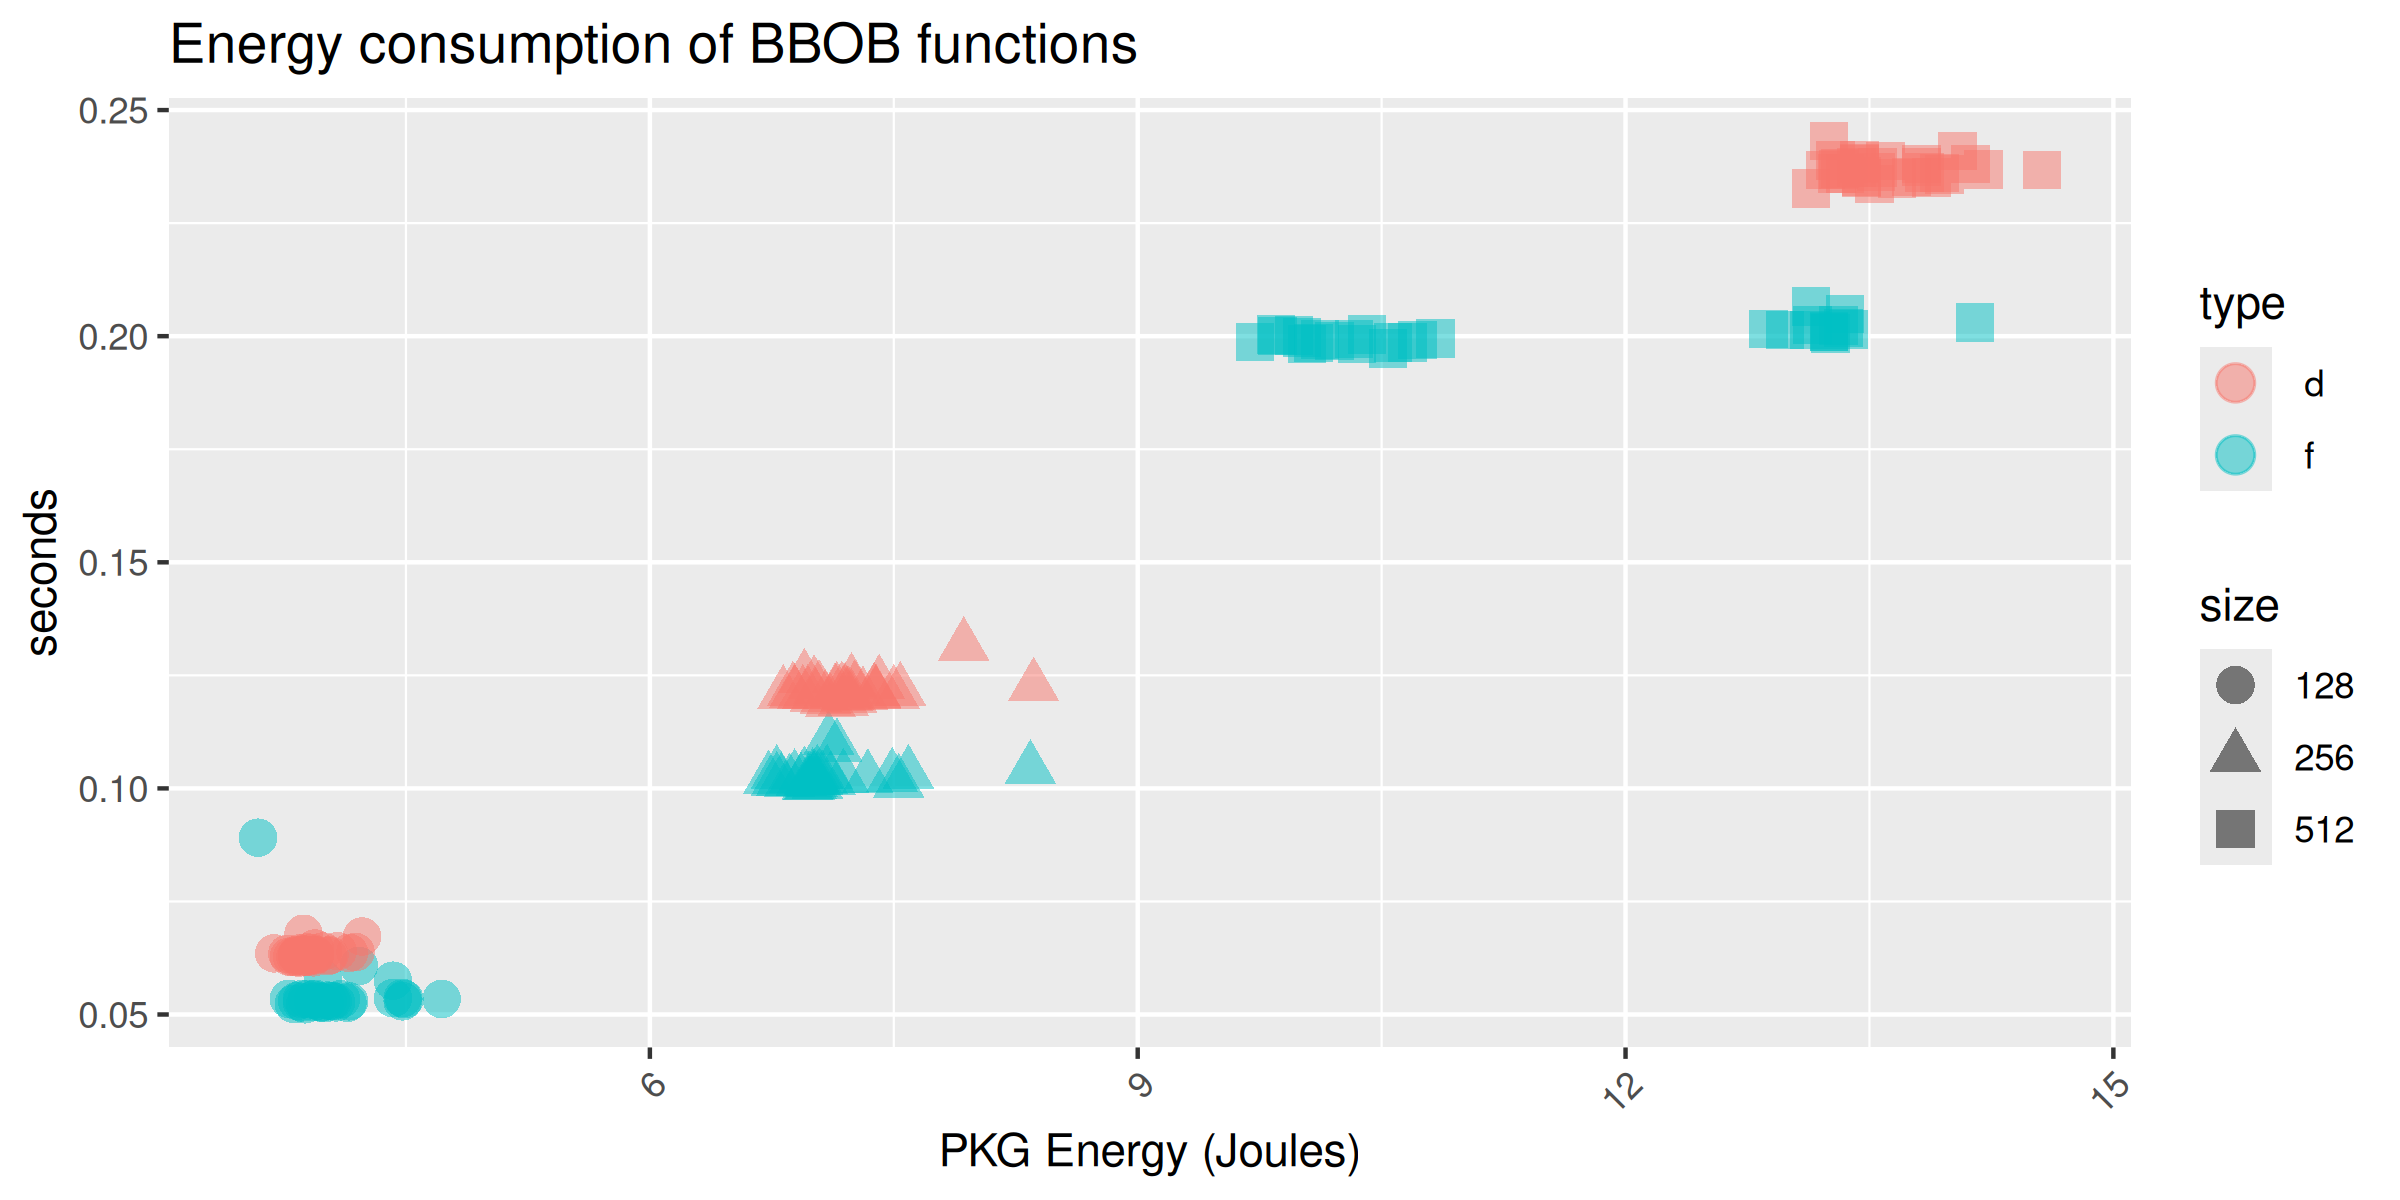 Energy consumption of BBOB functions
0.25
0.20
0.15
0.10
0.05
seconds
6
9
12
15
PKG Energy (Joules)
type
d
f
size
128
256
512